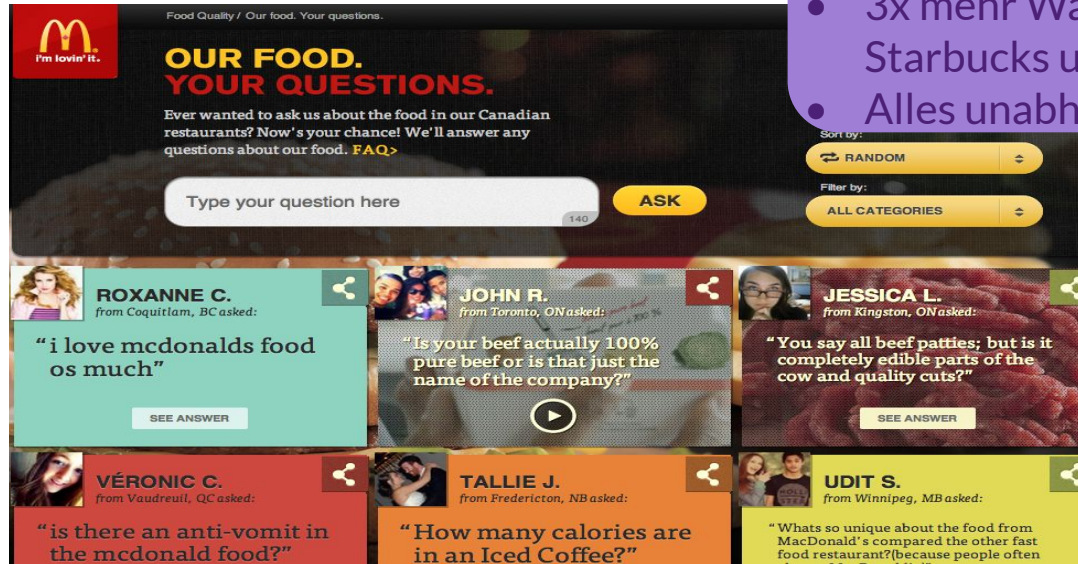 Food Quality / Our food. Your questions.
i'm lovin' it.
OUR FOOD.
YOUR QUESTIONS.
Ever wanted to ask us about the food in our Canadian
restaurants? Now's your chance! We'll answer any
questions about our food. FAQ>
Type your question here
140
ASK
• 3x mehr
Starbucks
• Alles
Sort by:
RANDOM
Filter by:
ALL CATEGORIES
ROXANNE C.
from Coquitlam, BC asked:
“i love mcdonalds food
os much”
SEE ANSWER
JOHN R.
from Toronto, ON asked:
“Is your beef actually 100%
pure beef or is that just the
name of the company?”
JESSICA L.
from Kingston, ON asked:
“You say all beef patties; but is it
completely edible parts of the
cow and quality cuts?”
SEE ANSWER
VÉRONIC C.
from Vaudreuil, QC asked:
“is there an anti-vomit in
the mcdonald food?”
TALLIE J.
from Fredericton, NB asked:
“How many calories are
in an Iced Coffee?”
UDIT S.
from Winnipeg, MB asked:
“Whats so unique about the food from
MacDonald's compared the other fast
food restaurant?(because people often